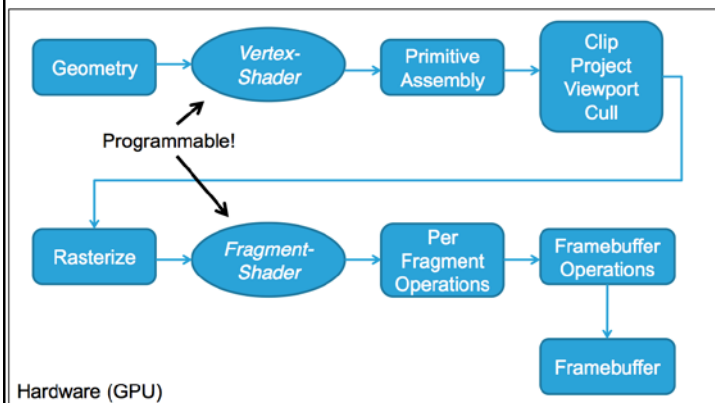 Geometry
Vertex-
Shader
Primitive
Assembly
Clip
Project
Viewport
Cull
Programmable!
Rasterize
Fragment-
Shader
Per
Fragment
Operations
Framebuffer
Operations
Framebuffer
Hardware (GPU)